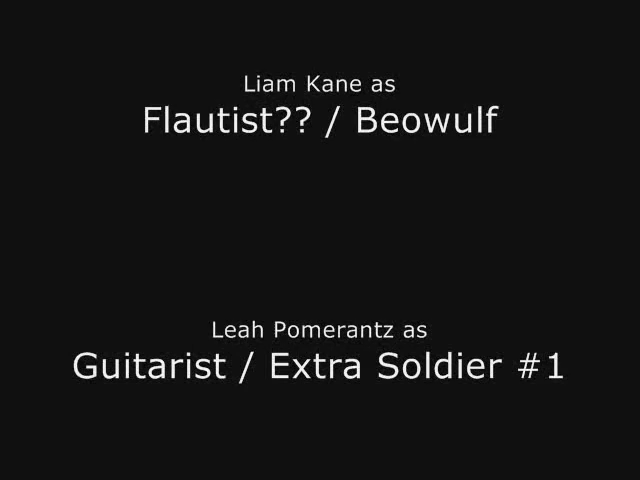 Liam Kane as
Flautist?? / Beowulf
Leah Pomerantz as
Guitarist / Extra Soldier #1